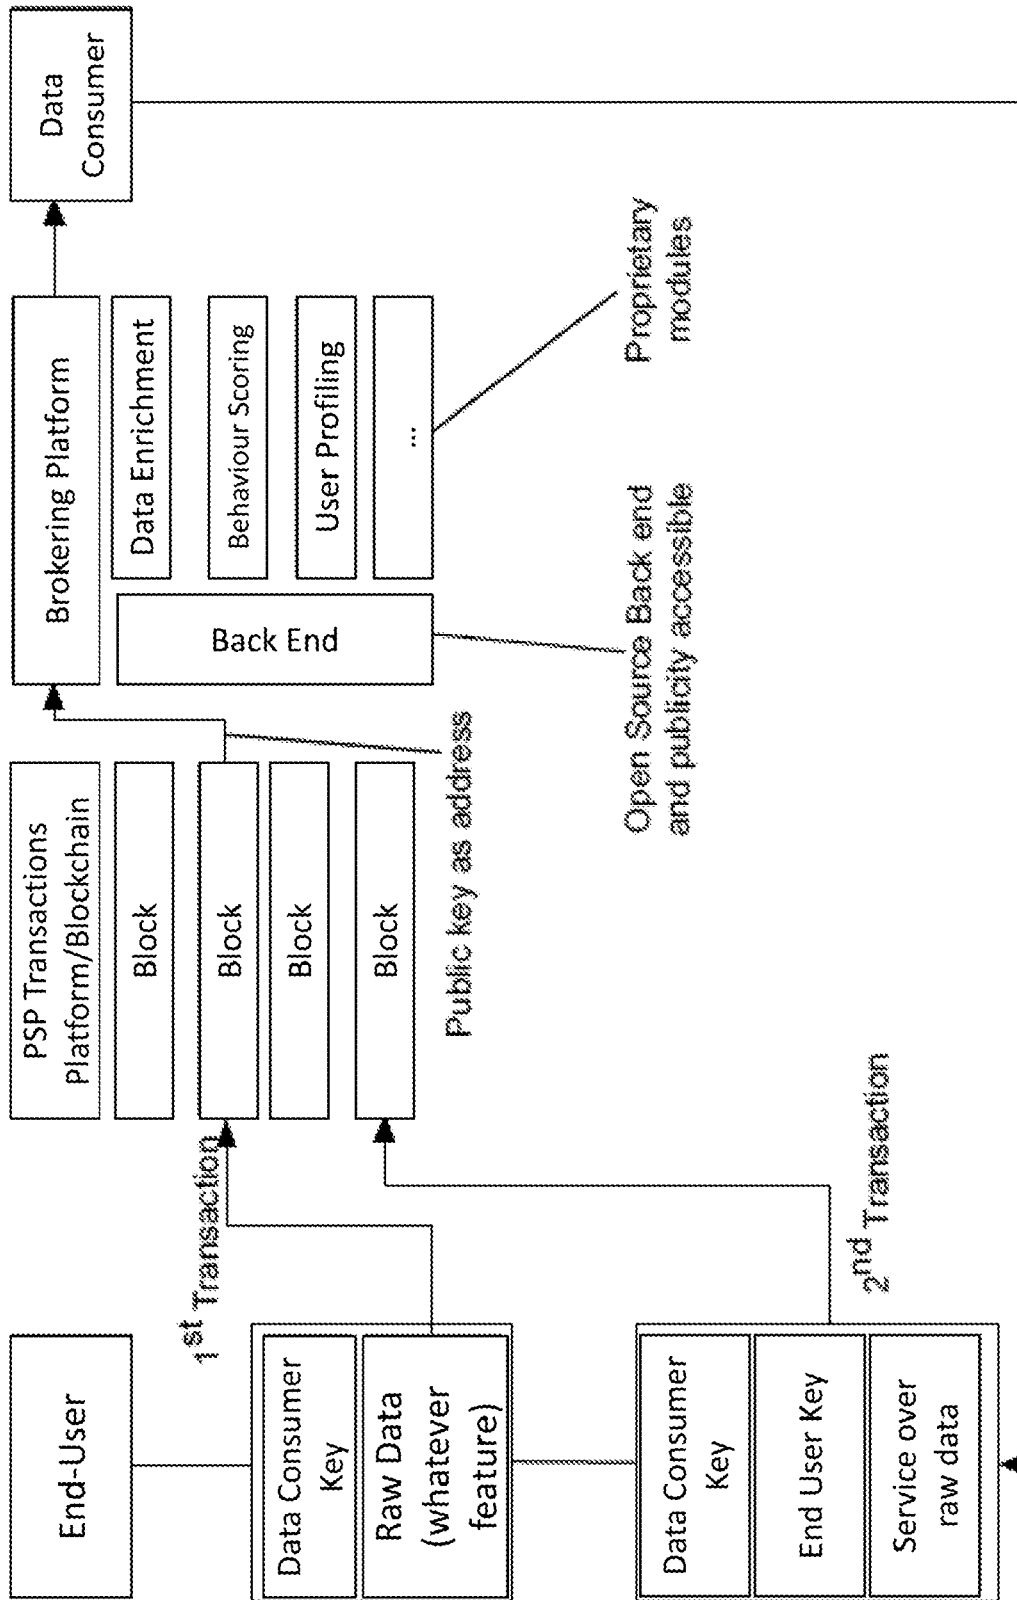 End-User
Data Consumer
Key
Raw Data
(whatever
feature)
Data Consumer
Key
End User Key
Service over
raw data
1st Transaction
2nd Transaction
PSP Transactions
Platform/Blockchain
Block
Block
Block
Block
Public key as address
Brokering Platform
Back End
Data Enrichment
Behaviour Scoring
User Profiling
...
Open Source Back end
and publicity accessible
Proprietary
modules
Data
Consumer